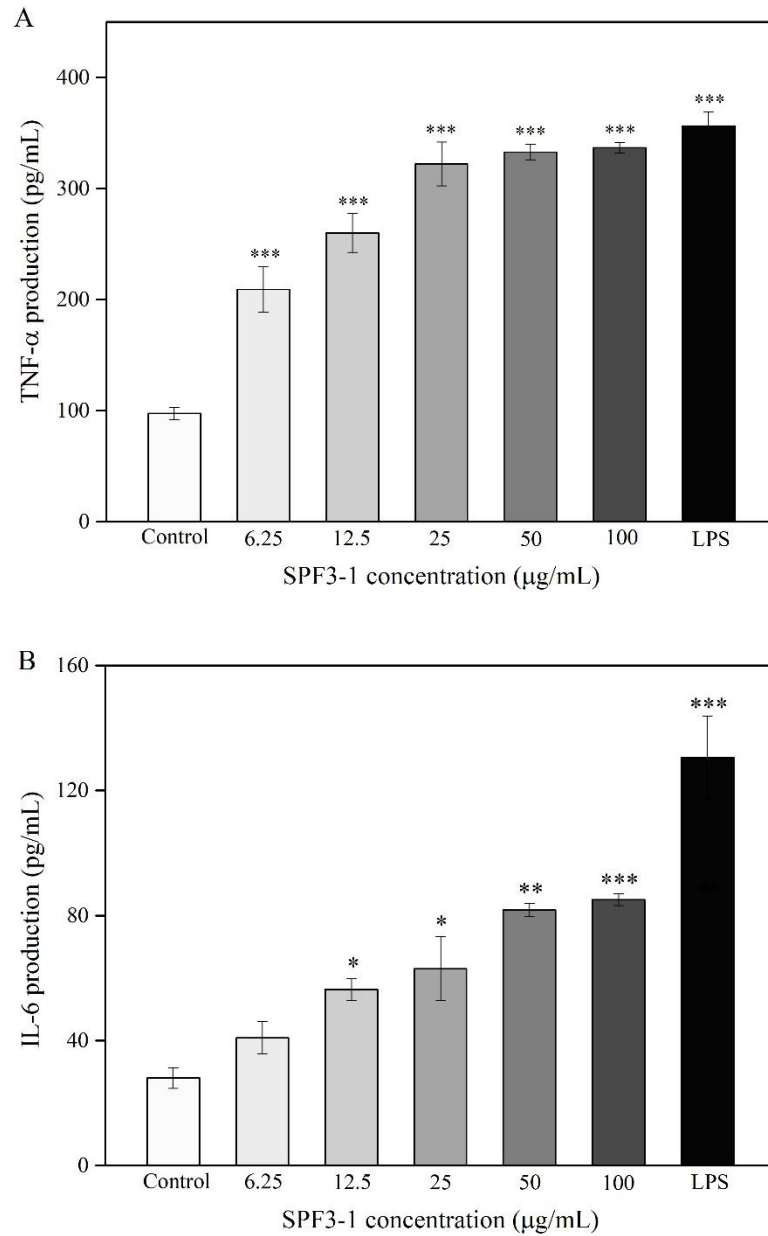 A
TNF-α production (pg/mL)
400
300
200
100
0
***
***
***
***
***
***
Control 6.25 12.5 25 50 100 LPS
SPF3-1 concentration (μg/mL)
B
IL-6 production (pg/mL)
160
120
80
40
0
*
*
**
***
***
Control 6.25 12.5 25 50 100 LPS
SPF3-1 concentration (μg/mL)